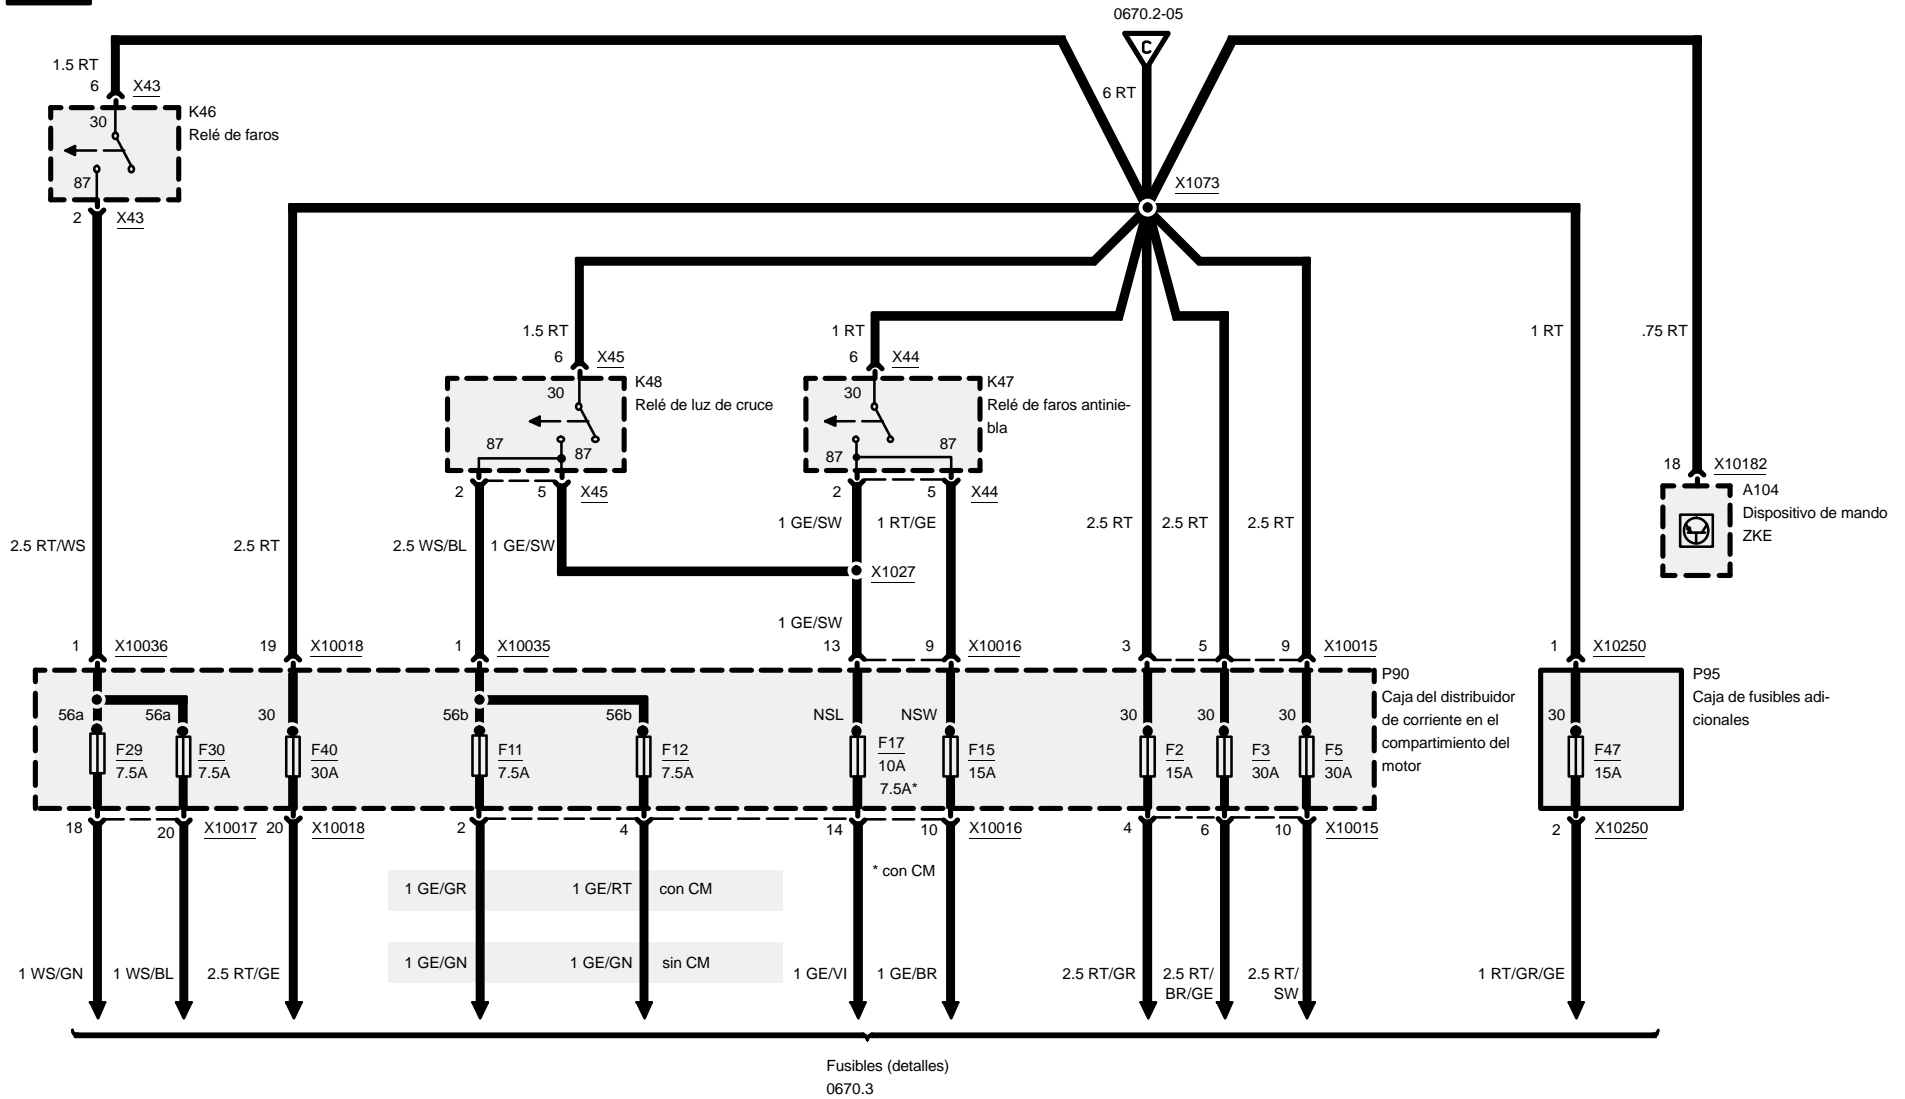 0670.2-05
C
1.5 RT
6 X43
6 RT
K46
Relé de faros
30
87
2 X43
X1073
1.5 RT
1 RT
1 RT
.75 RT
6 X45
6 X44
K48
Relé de luz de cruce
30
87
87
K47
Relé de faros antinie-
bla
30
87
87
2 5 X45
2 5 X44
18 X10182
A104
Dispositivo de mando
ZKE
1 GE/SW 1 RT/GE
2.5 RT 2.5 RT 2.5 RT
2.5 RT/WS
2.5 RT
2.5 WS/BL 1 GE/SW
X1027
1 GE/SW
1 X10036
19 X10018
1 X10035
13 9 X10016
3 5 9 X10015
1 X10250
P90
Caja del distribuidor
de corriente en el
compartimiento del
motor
P95
Caja de fusibles adi-
cionales
56a 56a 30 56b 56b NSL NSW 30 30 30 30
F29
7.5A
F30
7.5A
F40
30A
F11
7.5A
F12
7.5A
F17
10A
7.5A*
F15
15A
F2
15A
F3
30A
F5
30A
F47
15A
18 20 X10017 20 X10018
2 4 14 10 X10016
4 6 10 X10015
2 X10250
* con CM
1 GE/GR 1 GE/RT con CM
1 GE/GN 1 GE/GN sin CM
1 WS/GN 1 WS/BL 2.5 RT/GE
1 GE/VI 1 GE/BR
2.5 RT/GR
2.5 RT/
BR/GE
2.5 RT/
SW
1 RT/GR/GE
Fusibles (detalles)
0670.3